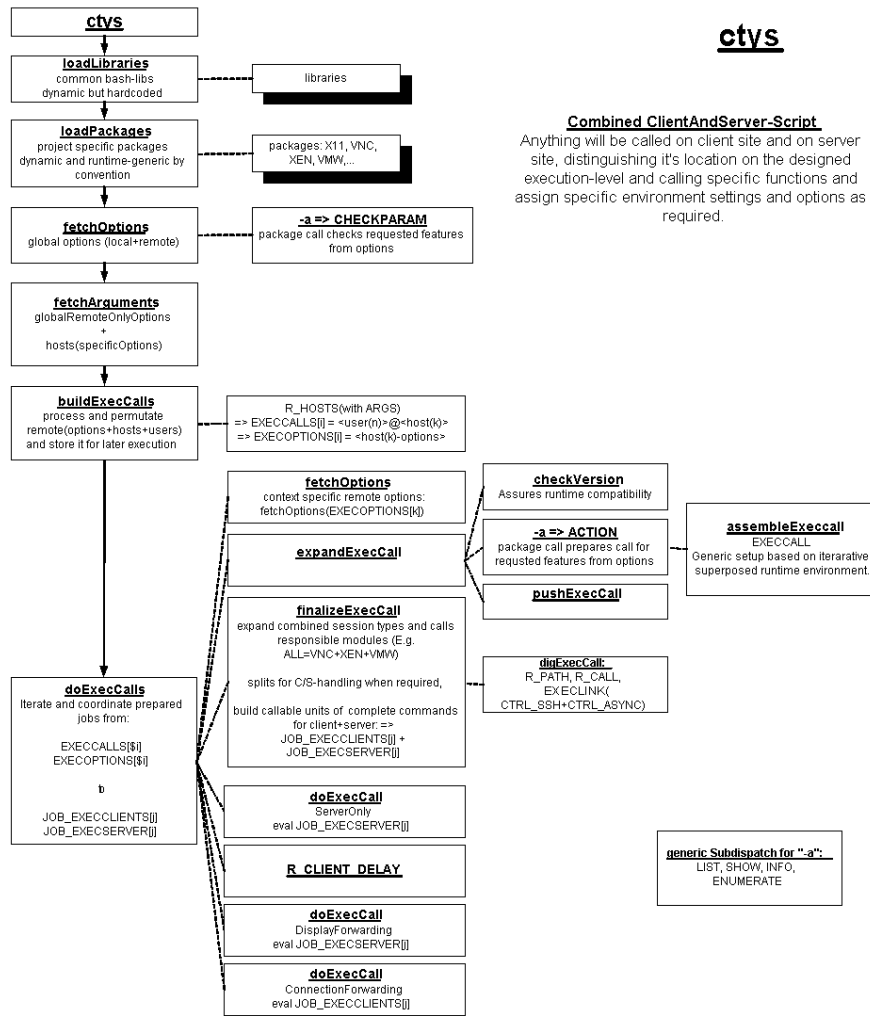 ctys
ctys
loadLibraries
common bash-libs
dynamic but hardcoded
libraries
loadPackages
project specific packages
dynamic and runtime-generic by
convention
packages: X11, VNC,
XEN, VMW,...
Combined ClientAndServer-Script
Anything will be called on client site and on server
site, distinguishing it's location on the designed
execution-level and calling specific functions and
assign specific environment settings and options as
required.
fetchOptions
global options (local+remote)
-a => CHECKPARAM
package call checks requested features
from options
fetchArguments
globalRemoteOnlyOptions
+
hosts(specificOptions)
buildExecCalls
process and permutate
remote(options+hosts+users)
and store it for later execution
R_HOSTS(with ARGS)
=> EXECCALLS[i] = <user(n)>@<host(k)>
=> EXECOPTIONS[i] = <host(k)-options>
fetchOptions
context specific remote options:
fetchOptions(EXECOPTIONS[k])
checkVersion
Assures runtime compatibility
expandExecCall
-a => ACTION
package call prepares call for
requsted features from options
assembleExeccall
EXECCALL
Generic setup based on iterarative
superposed runtime environment.
pushExecCall
finalizeExecCall
expand combined session types and calls
responsible modules (E.g.
ALL=VNC+XEN+VMW)
splits for C/S-handling when required,
build callable units of complete commands
for client+server: =>
JOB_EXECCLIENTS[j] +
JOB_EXECSERVER[j]
digExecCall:
R_PATH, R_CALL,
EXECLINK(
CTRL_SSH+CTRL_ASYNC)
doExecCalls
Iterate and coordinate prepared
jobs from:
EXECCALLS[$i]
EXECOPTIONS[$i]
to
JOB_EXECCLIENTS[j]
JOB_EXECSERVER[j]
doExecCall
ServerOnly
eval JOB_EXECSERVER[j]
R_CLIENT_DELAY
doExecCall
DisplayForwarding
eval JOB_EXECSERVER[j]
doExecCall
ConnectionForwarding
eval JOB_EXECCLIENTS[j]
generic Subdispatch for "-a":
LIST, SHOW, INFO,
ENUMERATE